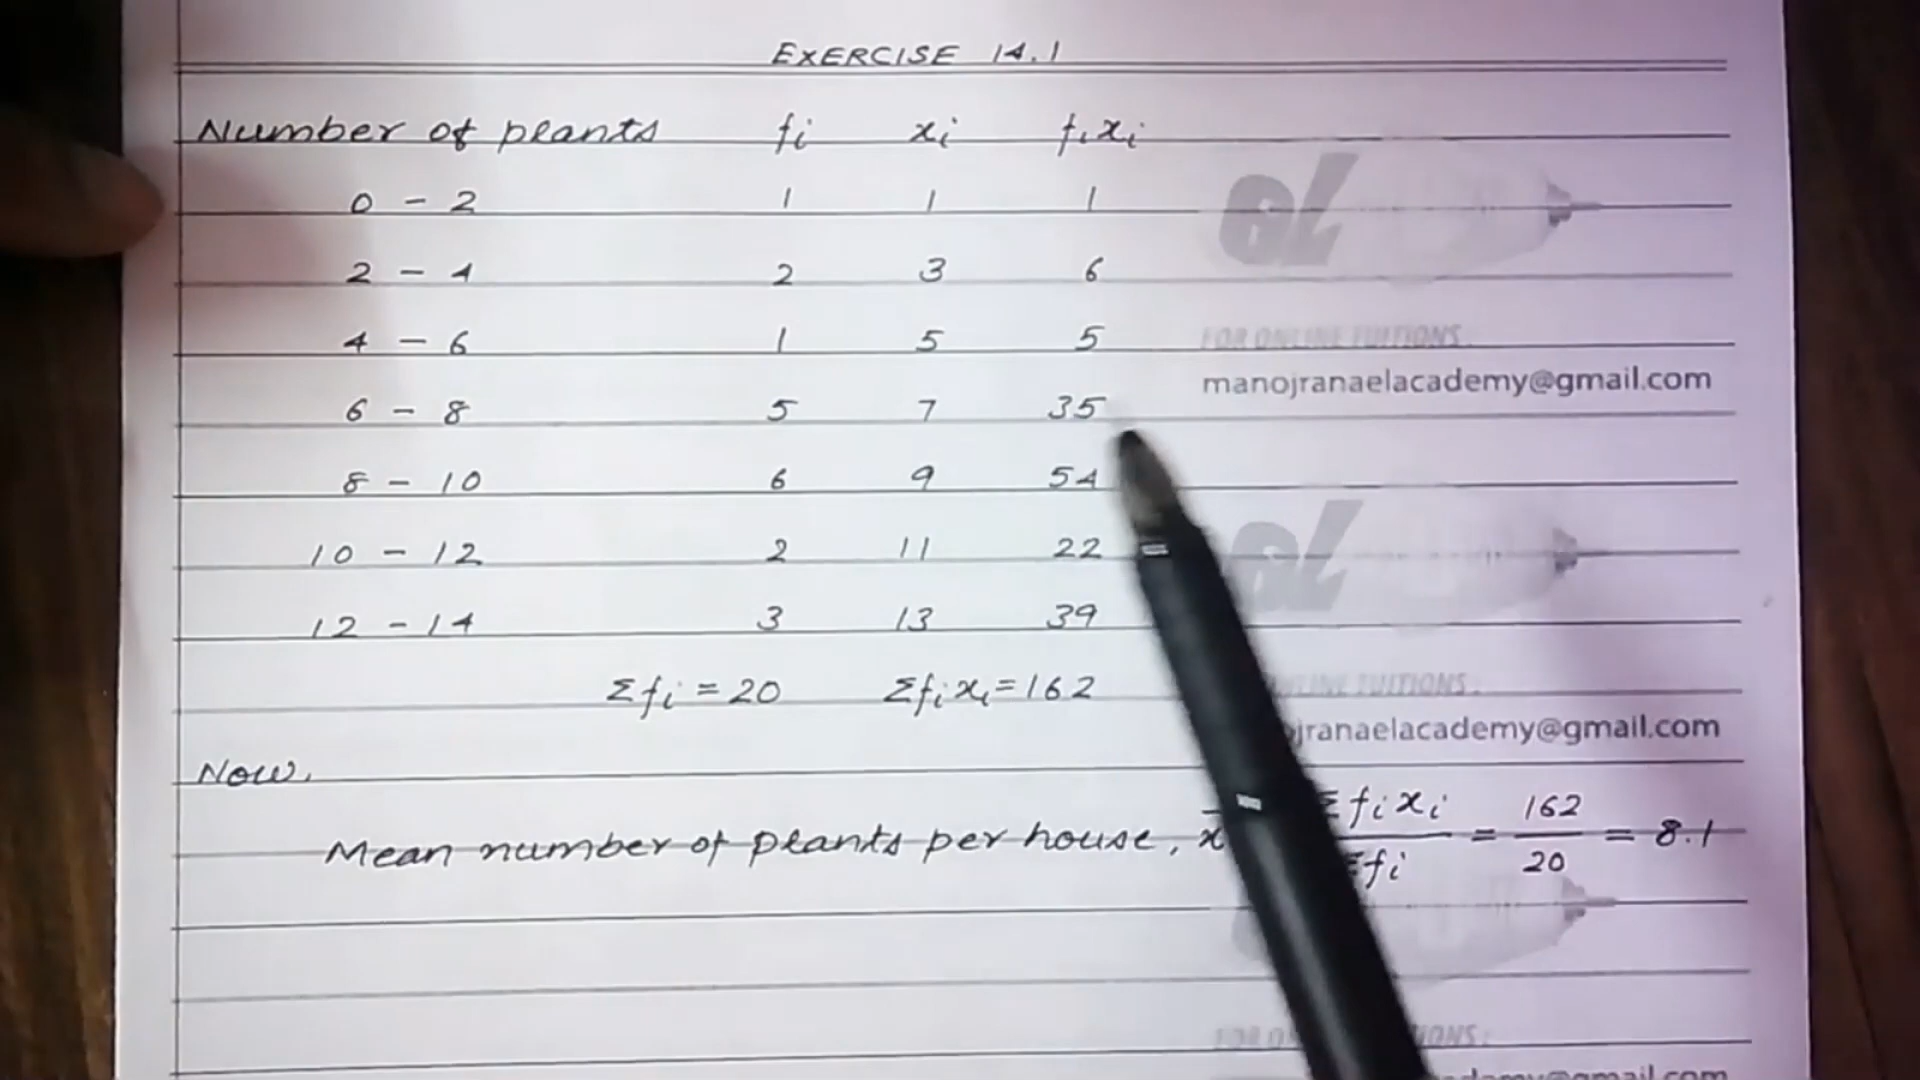 EXERCISE 14.1
Number of plants fi xi fixi
0 - 2 1 1 1
2 - 4 2 3 6
4 - 6 1 5 5
FOR ONLINE TUITIONS:
manojranaelacademy@gmail.com
6 - 8 5 7 35
8 - 10 6 9 54
10 - 12 2 11 22
12 - 14 3 13 39
Σfi = 20 Σfixi = 162
TUITIONS:
jranaelacademy@gmail.com
Now,
Mean number of plants per house, x̄ Σfixi / Σfi = 162 / 20 = 8.1